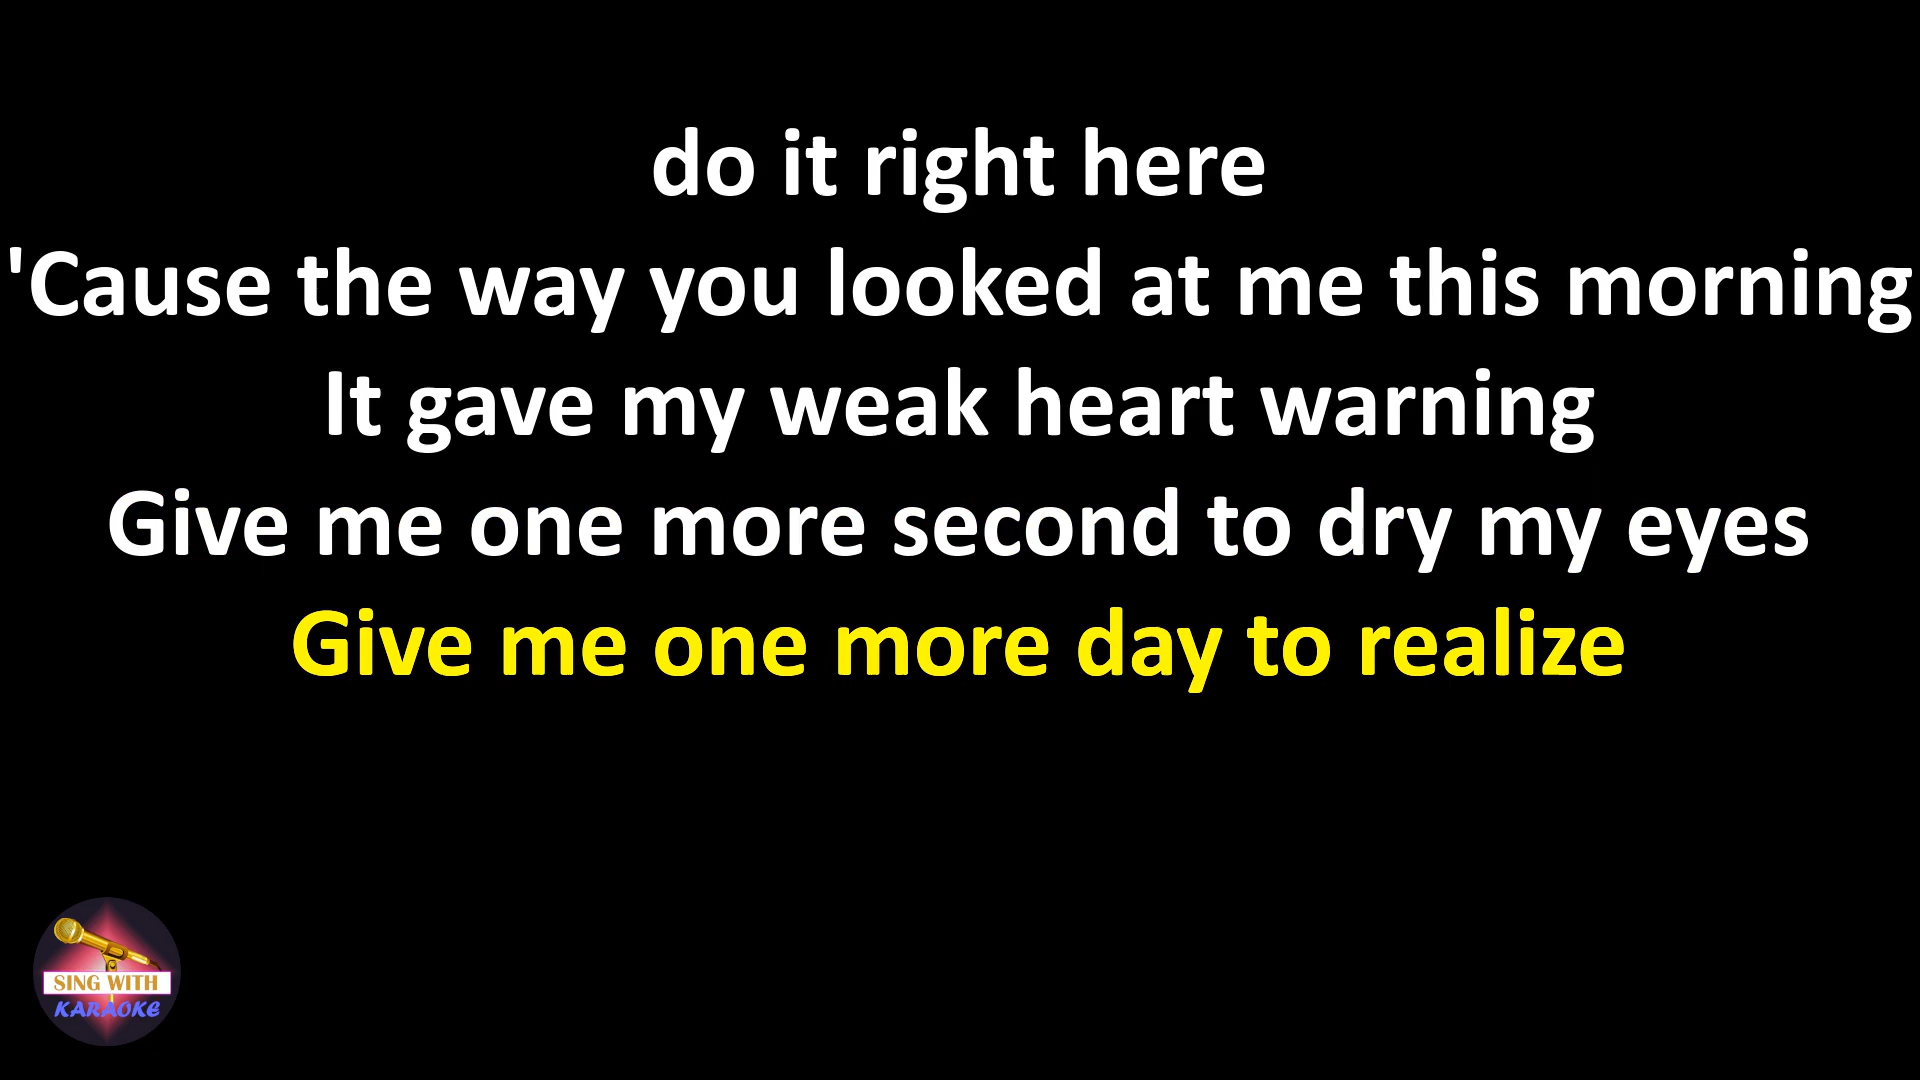 do it right here
'Cause the way you looked at me this morning
It gave my weak heart warning
Give me one more second to dry my eyes
Give me one more day to realize
SING WITH
KARAOKE